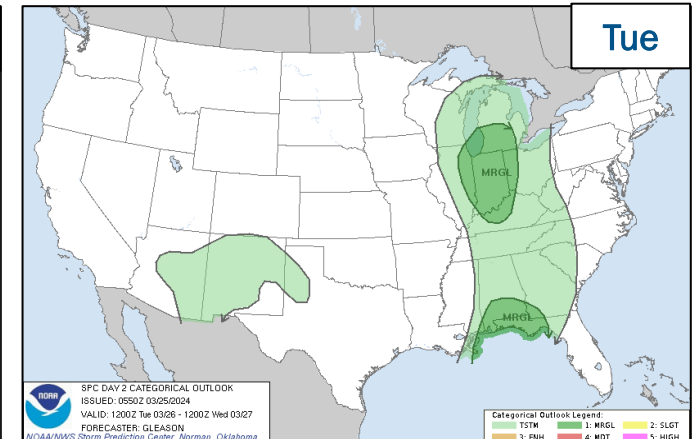 Tue
MRGL
MRGL
NOAA
SPC DAY 2 CATEGORICAL OUTLOOK
ISSUED: 0550Z 03/25/2024
VALID: 1200Z Tue 03/26 - 1200Z Wed 03/27
FORECASTER: GLEASON
NOAA/NWS Storm Prediction Center, Norman, Oklahoma
Categorical Outlook Legend:
TSTM 1: MRGL 2: SLGT
3: ENH 4: MDT 5: HIGH